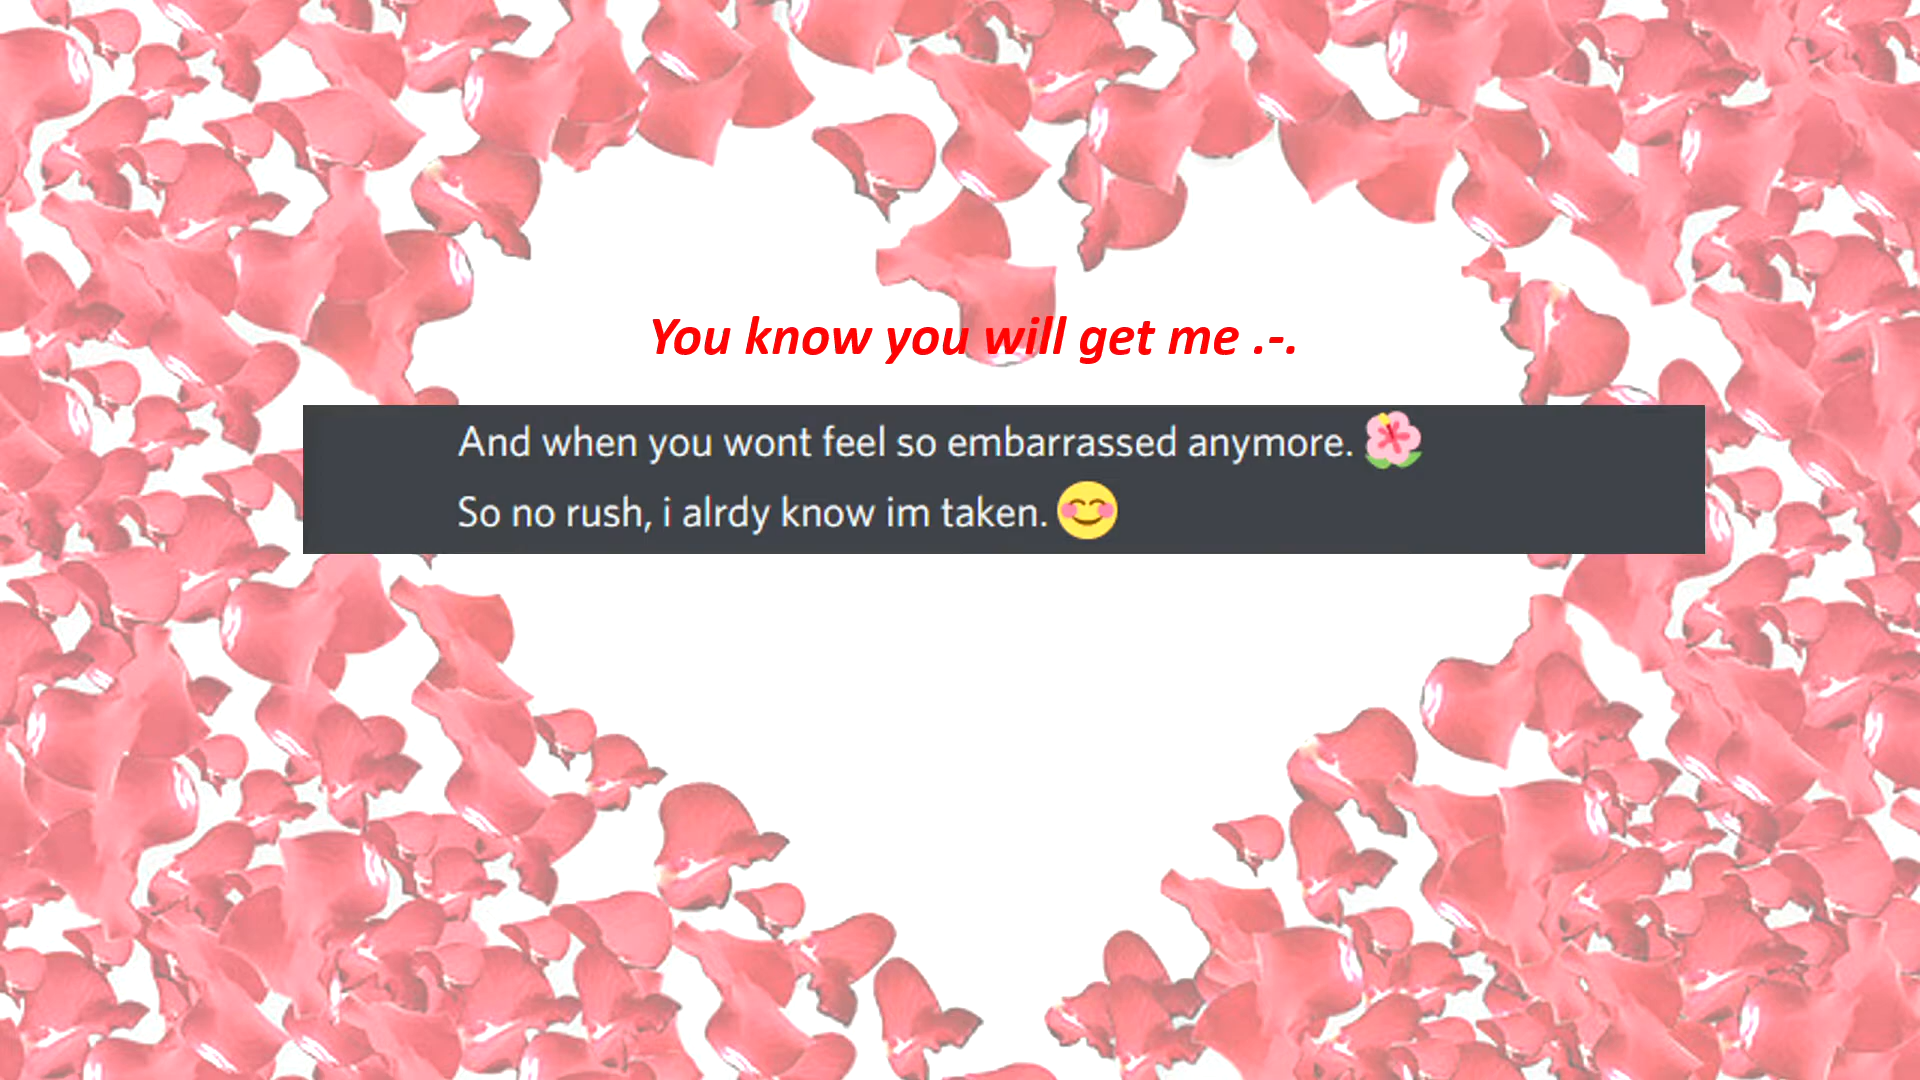 You know you will get me .-.
And when you wont feel so embarrassed anymore. 🌺
So no rush, i alrdy know im taken. 😊